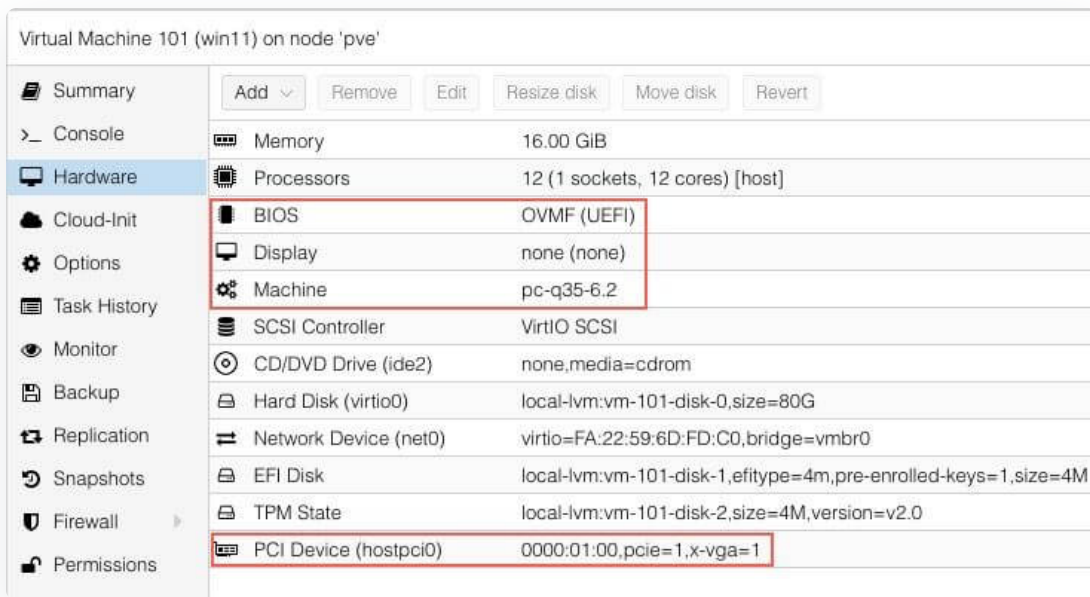 Virtual Machine 101 (win11) on node 'pve'
Summary
Console
Hardware
Cloud-Init
Options
Task History
Monitor
Backup
Replication
Snapshots
Firewall
Permissions
Add Remove Edit Resize disk Move disk Revert
Memory 16.00 GiB
Processors 12 (1 sockets, 12 cores) [host]
BIOS OVMF (UEFI)
Display none (none)
Machine pc-q35-6.2
SCSI Controller VirtIO SCSI
CD/DVD Drive (ide2) none,media=cdrom
Hard Disk (virtio0) local-lvm:vm-101-disk-0,size=80G
Network Device (net0) virtio=FA:22:59:6D:FD:C0,bridge=vmbr0
EFI Disk local-lvm:vm-101-disk-1,efitype=4m,pre-enrolled-keys=1,size=4M
TPM State local-lvm:vm-101-disk-2,size=4M,version=v2.0
PCI Device (hostpci0) 0000:01:00,pcie=1,x-vga=1